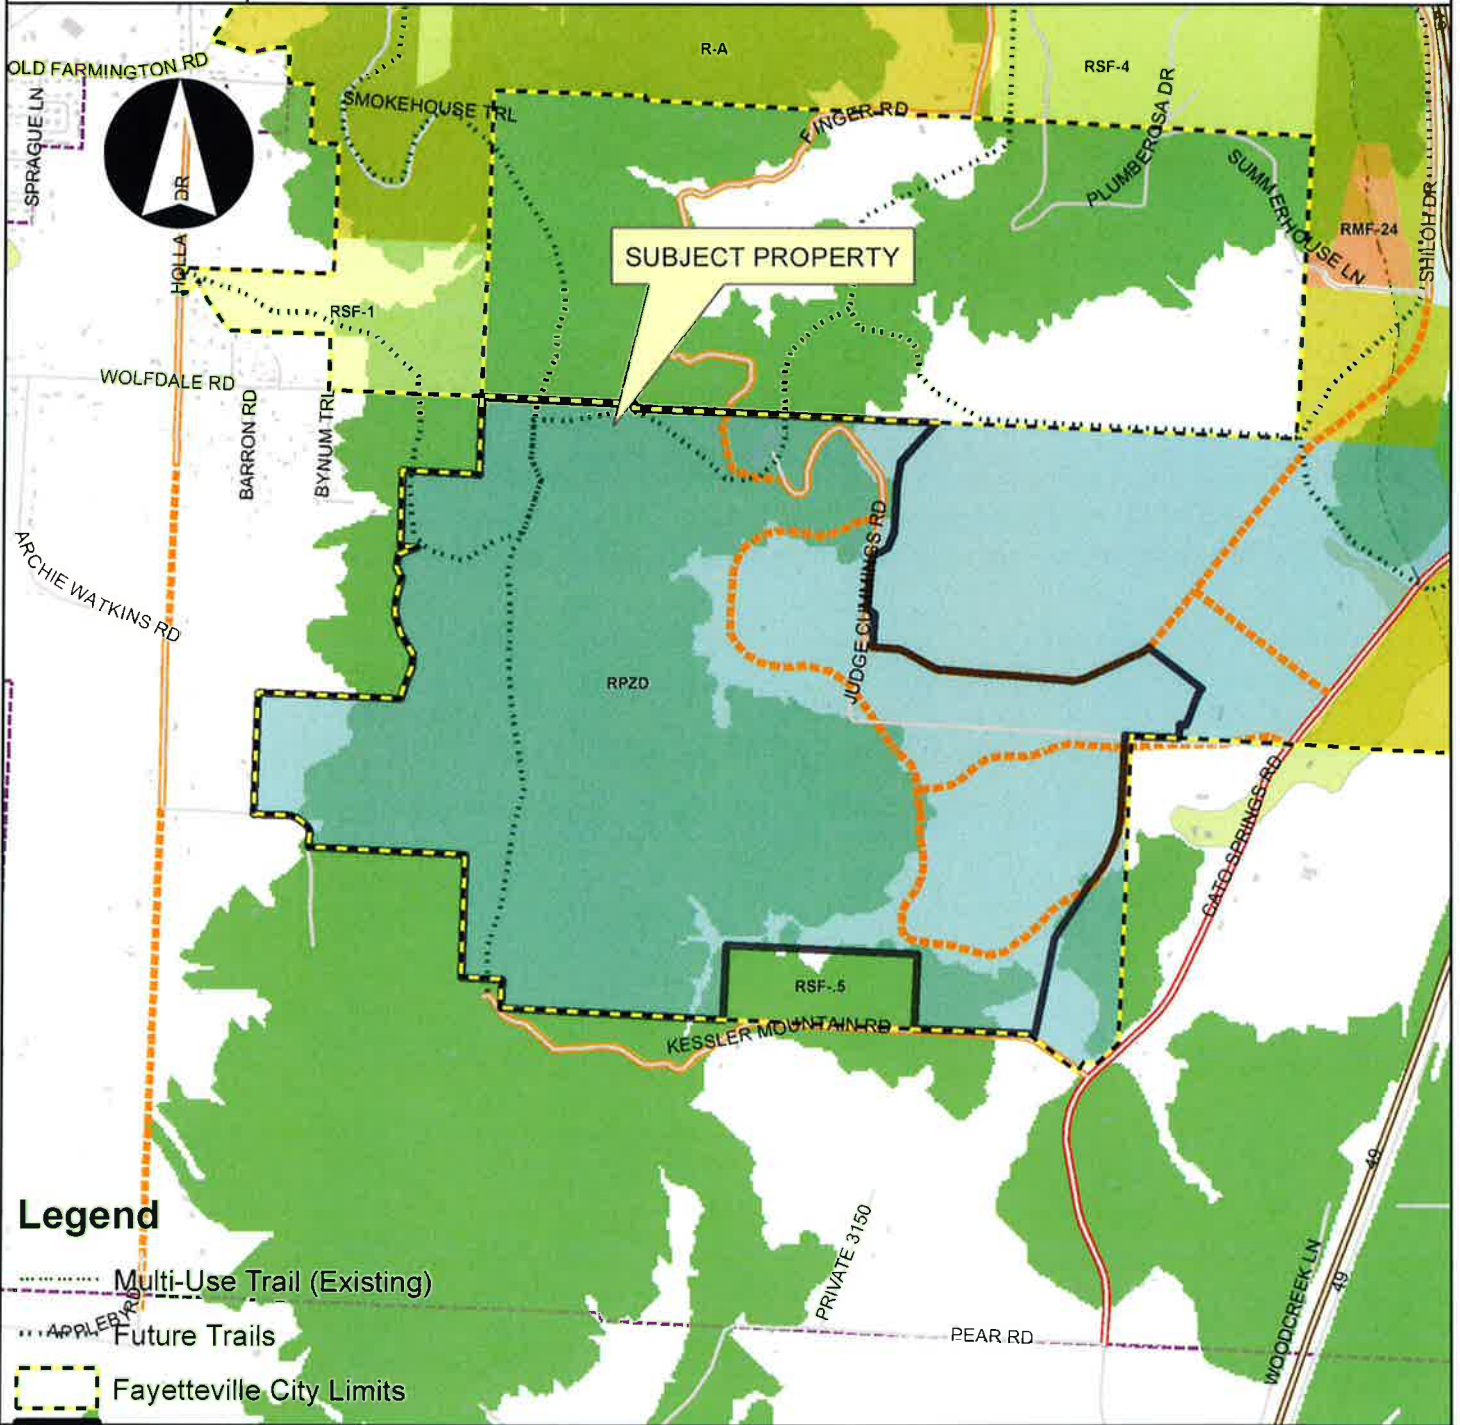 R-A
RSF-4
OLD FARMINGTON RD
SPRAGUE LN
SMOKEHOUSE TRL
FINGER RD
PLUMBEROSA DR
SUMMERHOUSE LN
SHILOH DR
RMF-24
HOLLA
DR
SUBJECT PROPERTY
RSF-1
WOLFDALE RD
BARRON RD
BYNUM TRL
ARCHIE WATKINS RD
JUDGE CUMMINGS RD
RPZD
CATO SPRINGS RD
RSF-.5
KESSLER MOUNTAIN RD
PRIVATE 3150
PEAR RD
WOODCREEK LN
49
49
APPLEBY RD
Legend
Multi-Use Trail (Existing)
Future Trails
Fayetteville City Limits